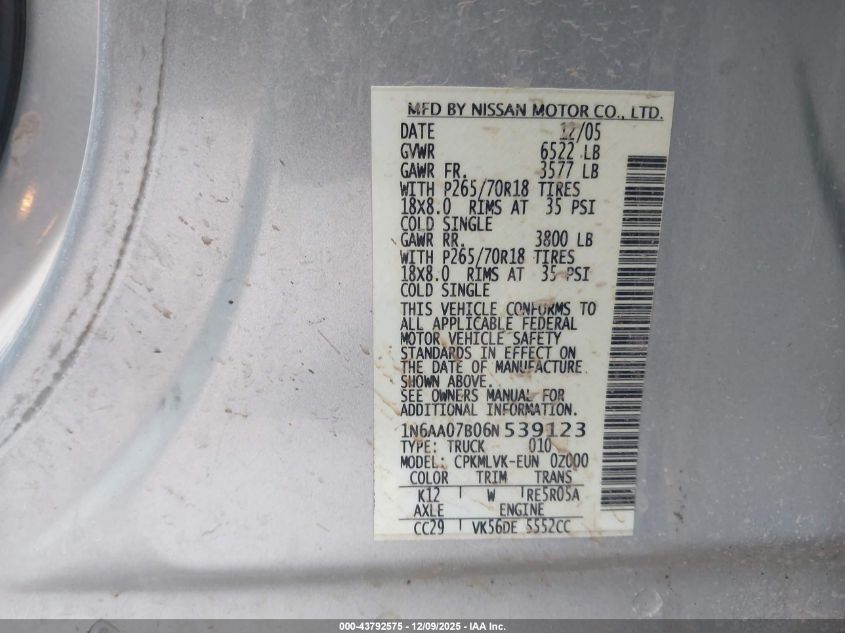 MFD BY NISSAN MOTOR CO., LTD.
DATE 12/05
GVWR 6522 LB
GAWR FR. 3577 LB
WITH P265/70R18 TIRES
18X8.0 RIMS AT 35 PSI
COLD SINGLE
GAWR RR. 3800 LB
WITH P265/70R18 TIRES
18X8.0 RIMS AT 35 PSI
COLD SINGLE
THIS VEHICLE CONFORMS TO
ALL APPLICABLE FEDERAL
MOTOR VEHICLE SAFETY
STANDARDS IN EFFECT ON
THE DATE OF MANUFACTURE
SHOWN ABOVE.
SEE OWNERS MANUAL FOR
ADDITIONAL INFORMATION.
1N6AA07B06N539123
TYPE: TRUCK 010
MODEL: CPKMLVK-EUN 0Z000
COLOR TRIM TRANS
K12 W RE5R05A
AXLE ENGINE
CC29 VK56DE 5552CC
000-43792575 - 12/09/2025 - IAA Inc.